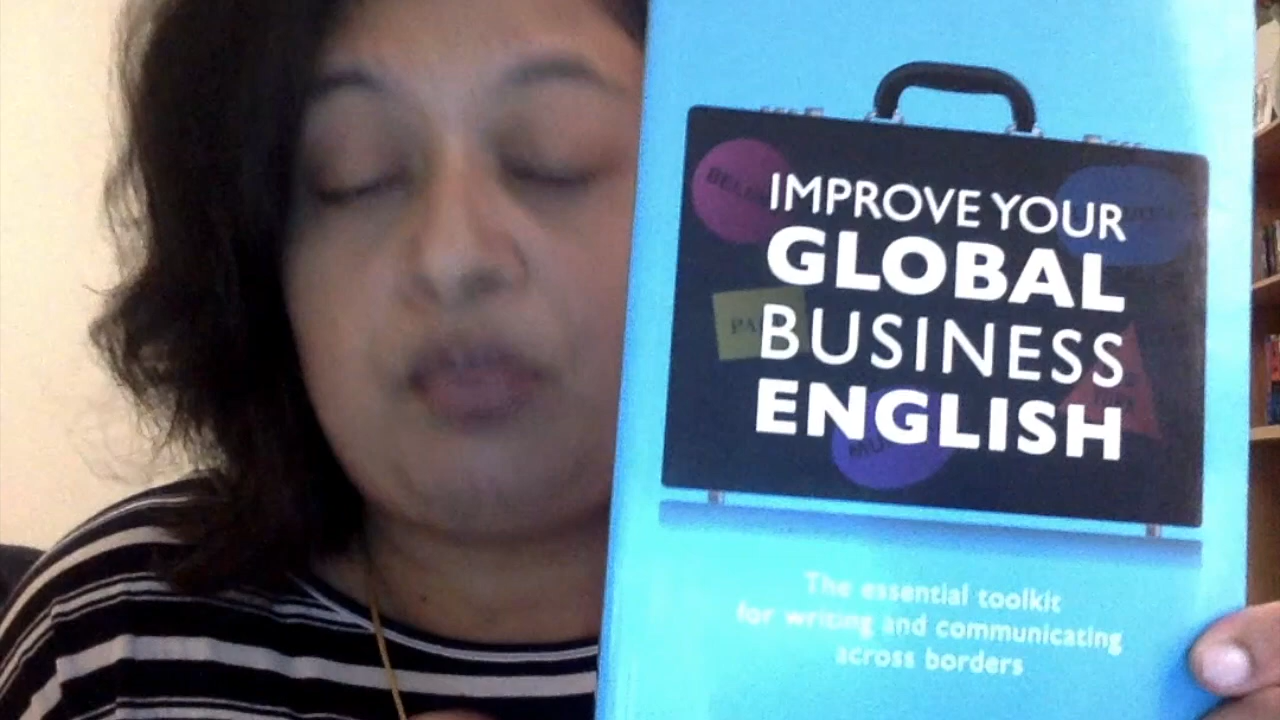 IMPROVE YOUR
GLOBAL
BUSINESS
ENGLISH
The essential toolkit
for writing and communicating
across borders